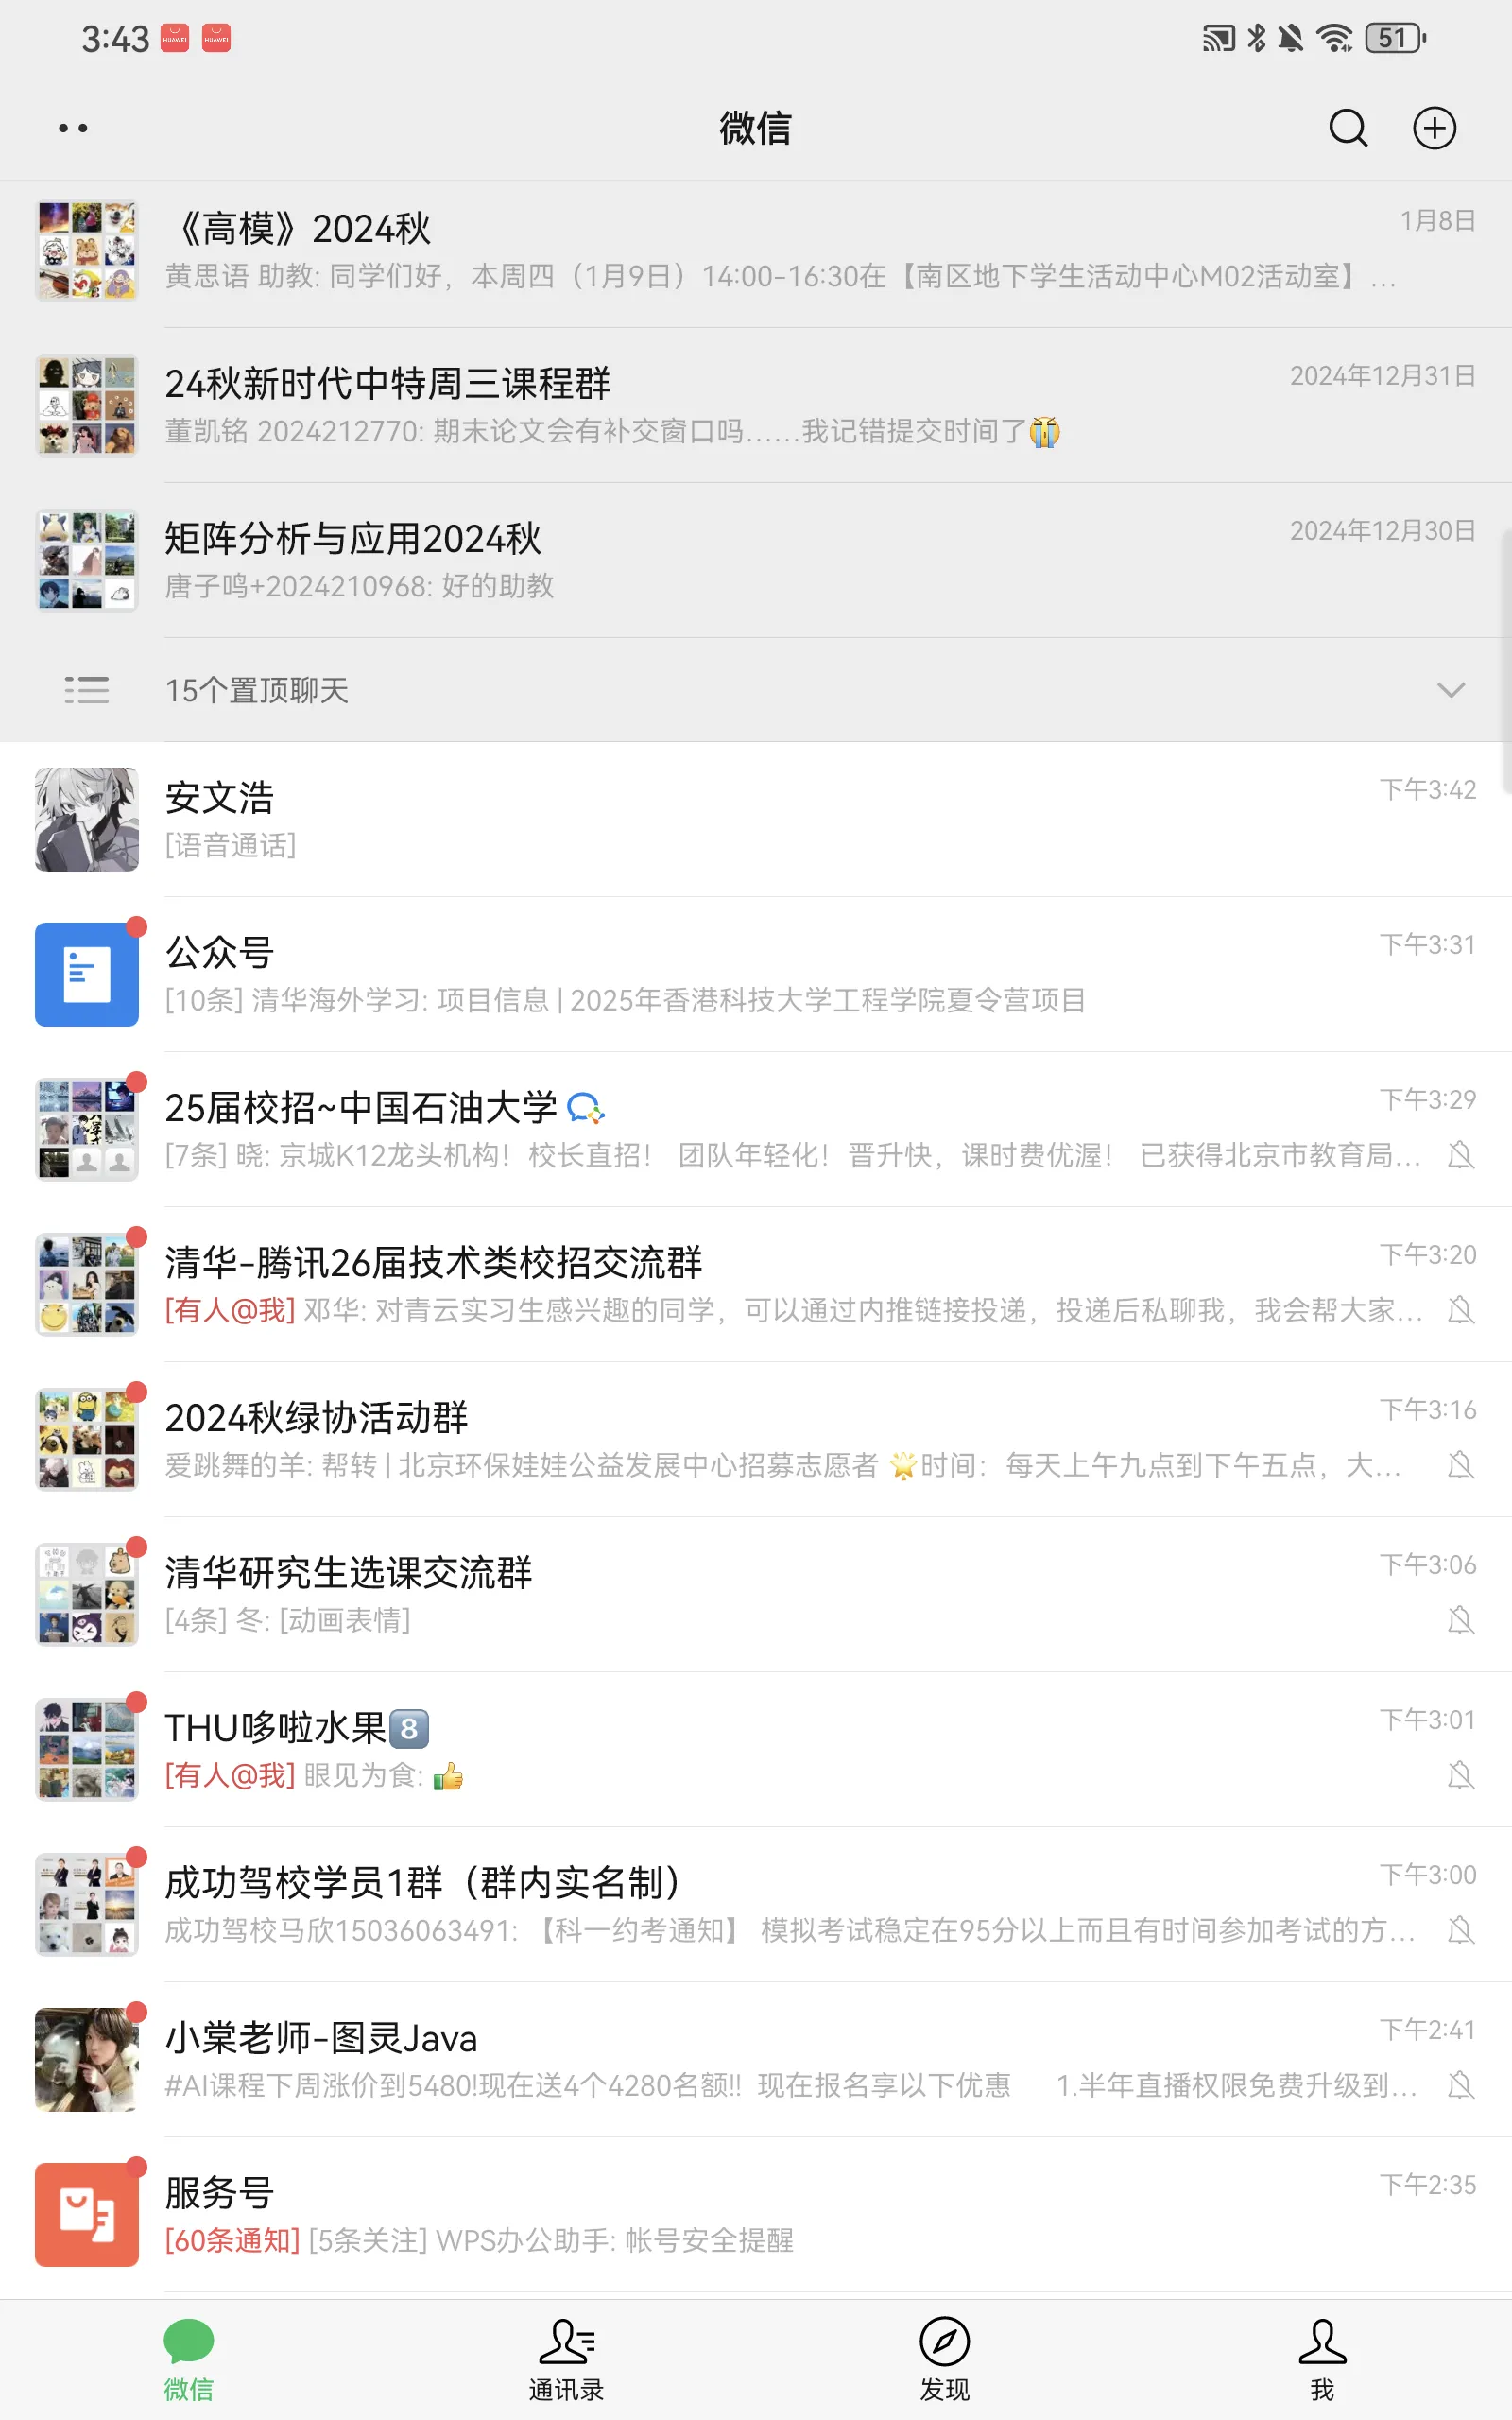 3:43
HUAWEI HUAWEI
51
微信
《高模》2024秋
1月8日
黄思语 助教: 同学们好，本周四（1月9日）14:00-16:30在【南区地下学生活动中心M02活动室】...
24秋新时代中特周三课程群
2024年12月31日
董凯铭 2024212770: 期末论文会有补交窗口吗......我记错提交时间了😭
矩阵分析与应用2024秋
2024年12月30日
唐子鸣+2024210968: 好的助教
15个置顶聊天
安文浩
下午3:42
[语音通话]
公众号
下午3:31
[10条] 清华海外学习: 项目信息 | 2025年香港科技大学工程学院夏令营项目
25届校招~中国石油大学
下午3:29
[7条] 晓: 京城K12龙头机构！ 校长直招！ 团队年轻化！晋升快，课时费优渥！ 已获得北京市教育局...
清华-腾讯26届技术类校招交流群
下午3:20
[有人@我] 邓华: 对青云实习生感兴趣的同学，可以通过内推链接投递，投递后私聊我，我会帮大家...
2024秋绿协活动群
下午3:16
爱跳舞的羊: 帮转 | 北京环保娃娃公益发展中心招募志愿者 🌟时间：每天上午九点到下午五点，大...
清华研究生选课交流群
下午3:06
[4条] 冬: [动画表情]
THU哆啦水果8️⃣
下午3:01
[有人@我] 眼见为食: 👍
成功驾校学员1群（群内实名制）
下午3:00
成功驾校马欣15036063491: 【科一约考通知】 模拟考试稳定在95分以上而且有时间参加考试的方...
小棠老师-图灵Java
下午2:41
#AI课程下周涨价到5480!现在送4个4280名额!! 现在报名享以下优惠 1.半年直播权限免费升级到...
服务号
下午2:35
[60条通知] [5条关注] WPS办公助手: 帐号安全提醒
微信
通讯录
发现
我